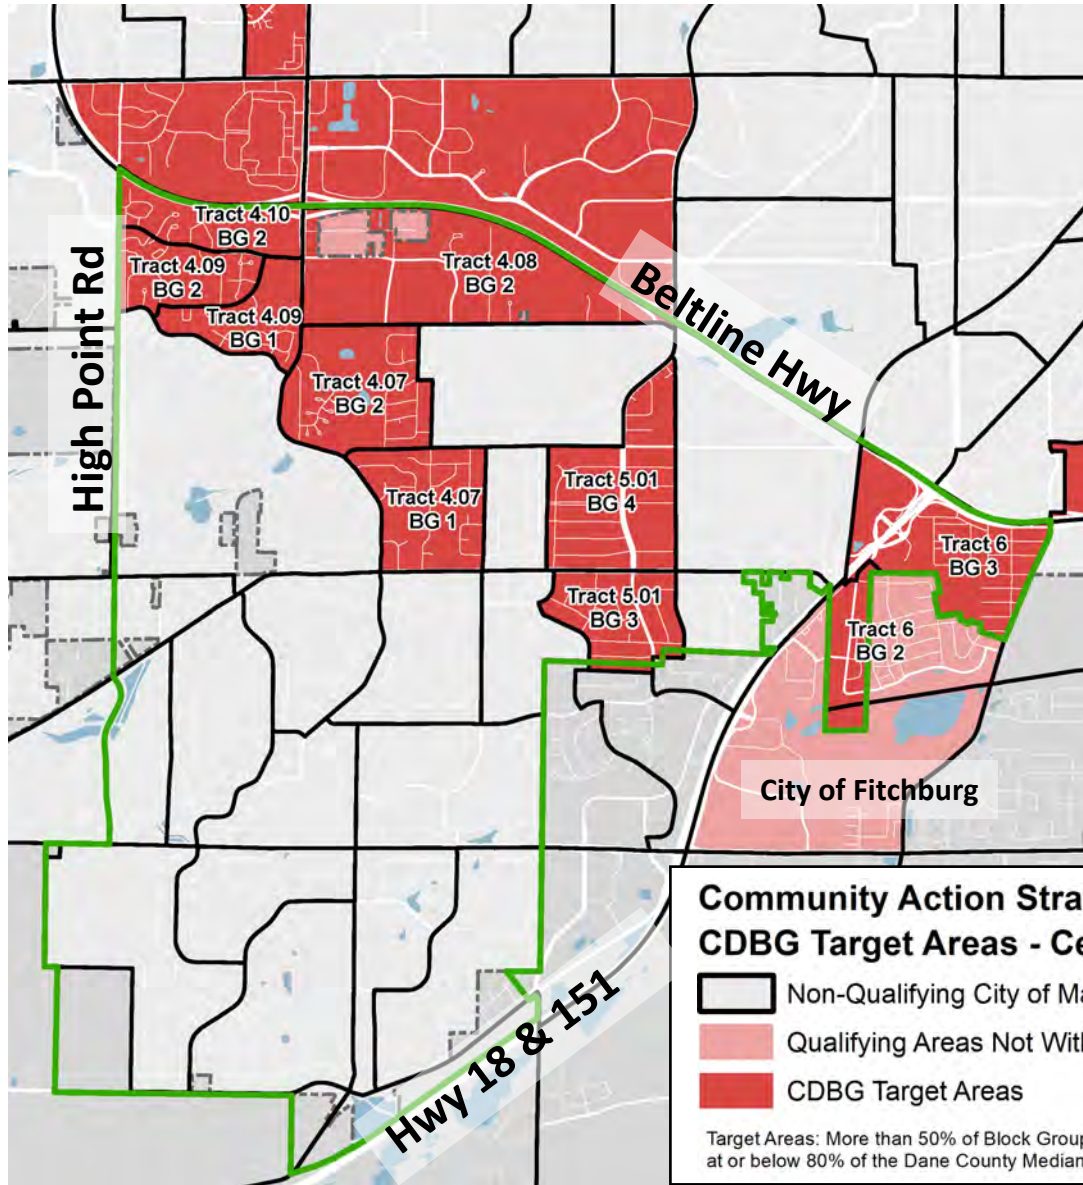 Tract 4.10
BG 2
Tract 4.09
BG 2
Tract 4.08
BG 2
Tract 4.09
BG 1
High Point Rd
Beltline Hwy
Tract 4.07
BG 2
Tract 4.07
BG 1
Tract 5.01
BG 4
Tract 6
BG 3
Tract 5.01
BG 3
Tract 6
BG 2
City of Fitchburg
Hwy 18 & 151
Community Action Stra
CDBG Target Areas - Ce
Non-Qualifying City of Ma
Qualifying Areas Not With
CDBG Target Areas
Target Areas: More than 50% of Block Group
at or below 80% of the Dane County Median